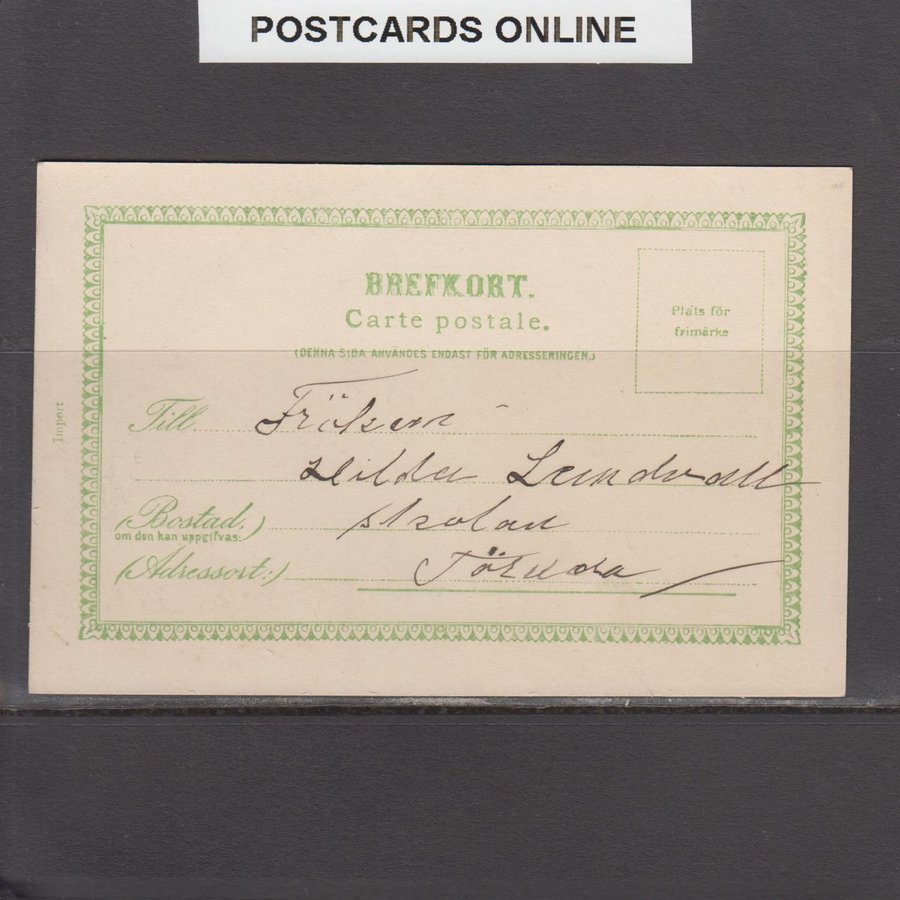 POSTCARDS ONLINE
BREFKORT.
Carte postale.
(DENNA SIDA ANVÄNDES ENDAST FÖR ADRESSERINGEN.)
Plats för
frimärke
Import
Till Fröken
Hilda Lundvall
(Bostad.) skolan
om den kan uppgifvas.
(Adressort:)